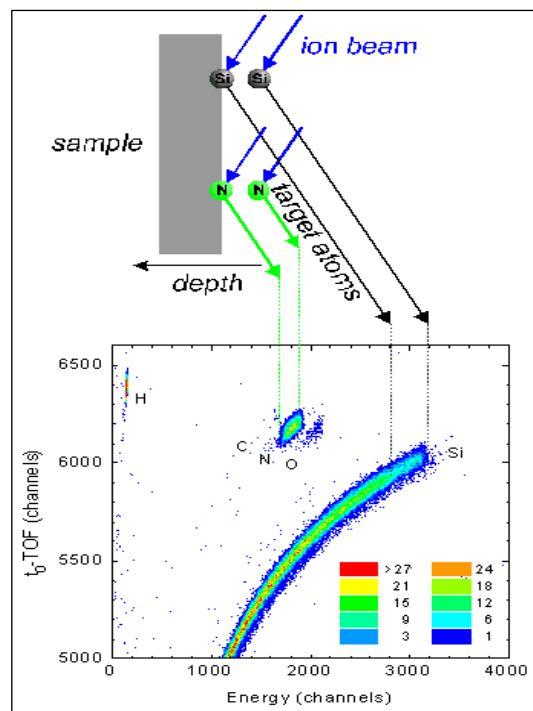 ion beam
Si Si
sample
N N
target atoms
depth
6500
H
C
N O
6000
Si
t₀-TOF (channels)
5500
>27 24
21 18
15 12
9 6
3 1
5000
0 1000 2000 3000 4000
Energy (channels)